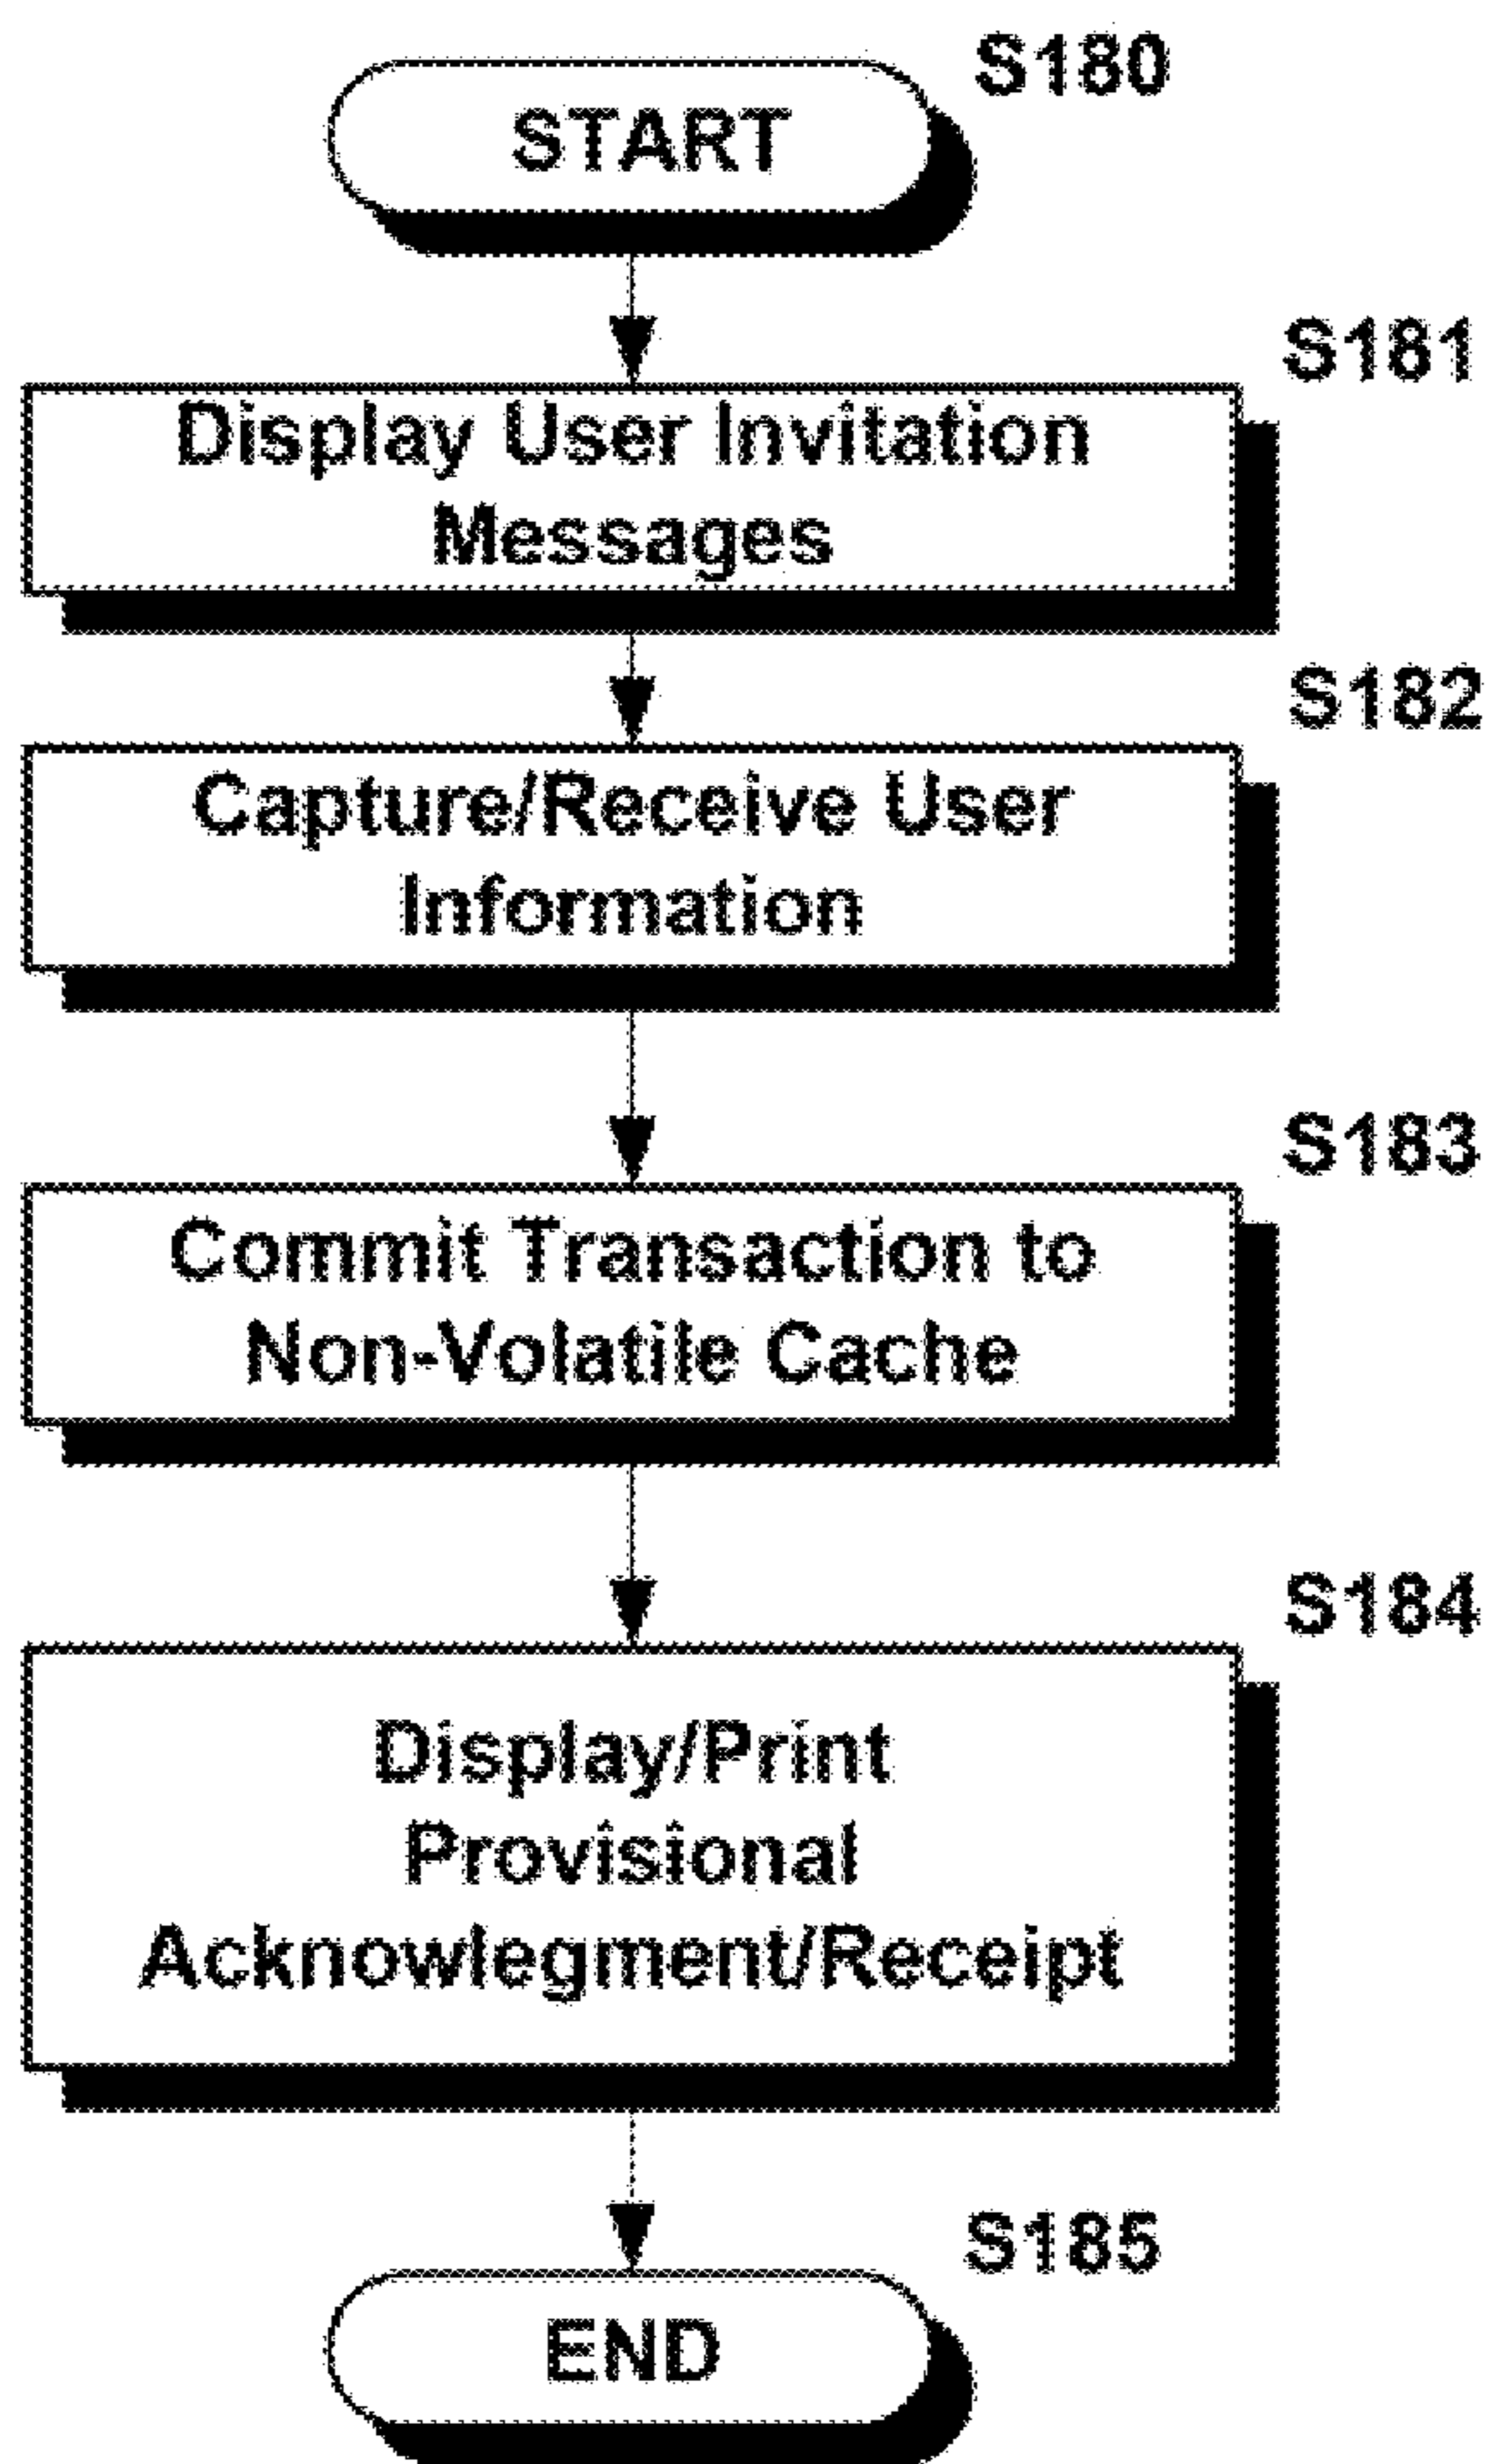 S180
START
S181
Display User Invitation
Messages
S182
Capture/Receive User
Information
S183
Commit Transaction to
Non-Volatile Cache
S184
Display/Print
Provisional
Acknowlegment/Receipt
S185
END